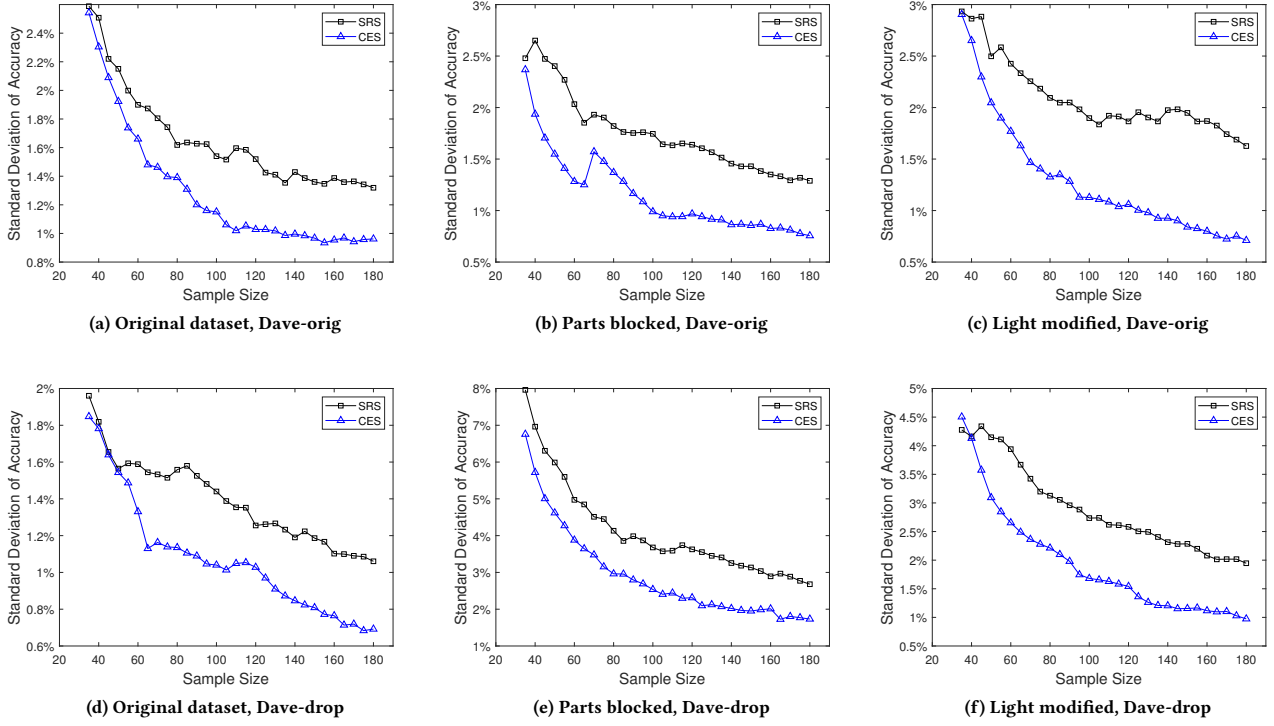 Standard Deviation of Accuracy
2.4%
2.2%
2%
1.8%
1.6%
1.4%
1.2%
1%
0.8%
20 40 60 80 100 120 140 160 180
Sample Size
SRS
CES
(a) Original dataset, Dave-orig
Standard Deviation of Accuracy
3%
2.5%
2%
1.5%
1%
0.5%
20 40 60 80 100 120 140 160 180
Sample Size
SRS
CES
(b) Parts blocked, Dave-orig
Standard Deviation of Accuracy
3%
2.5%
2%
1.5%
1%
0.5%
20 40 60 80 100 120 140 160 180
Sample Size
SRS
CES
(c) Light modified, Dave-orig
Standard Deviation of Accuracy
2%
1.8%
1.6%
1.4%
1.2%
1%
0.8%
0.6%
20 40 60 80 100 120 140 160 180
Sample Size
SRS
CES
(d) Original dataset, Dave-drop
Standard Deviation of Accuracy
8%
7%
6%
5%
4%
3%
2%
1%
20 40 60 80 100 120 140 160 180
Sample Size
SRS
CES
(e) Parts blocked, Dave-drop
Standard Deviation of Accuracy
5%
4.5%
4%
3.5%
3%
2.5%
2%
1.5%
1%
0.5%
20 40 60 80 100 120 140 160 180
Sample Size
SRS
CES
(f) Light modified, Dave-drop